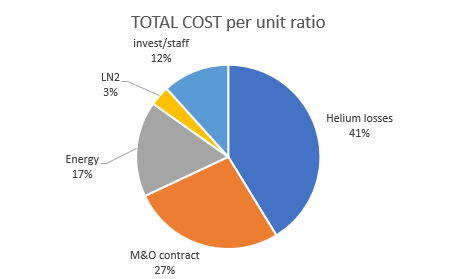 TOTAL COST per unit ratio
invest/staff
12%
LN2
3%
Helium losses
41%
Energy
17%
M&O contract
27%